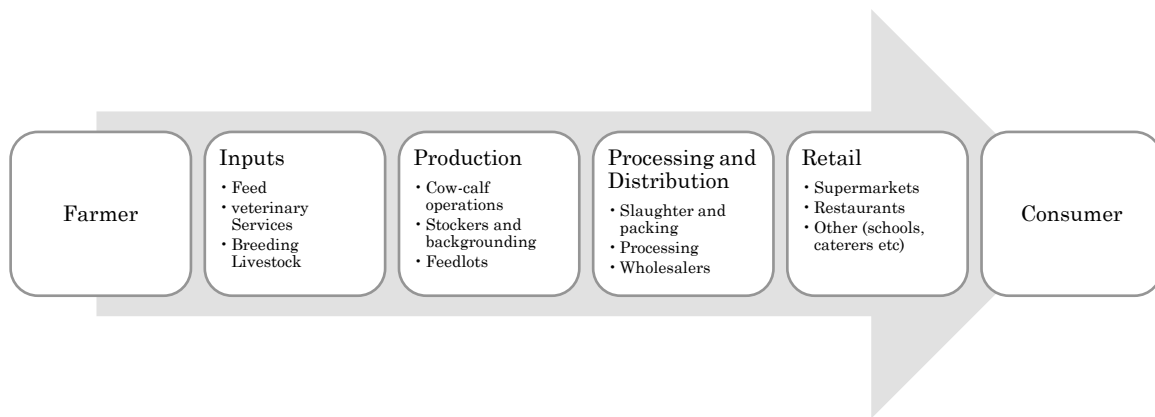 Farmer
Inputs
• Feed
• veterinary
Services
• Breeding
Livestock
Production
• Cow-calf
operations
• Stockers and
backgrounding
• Feedlots
Processing and
Distribution
• Slaughter and
packing
• Processing
• Wholesalers
Retail
• Supermarkets
• Restaurants
• Other (schools,
caterers etc)
Consumer